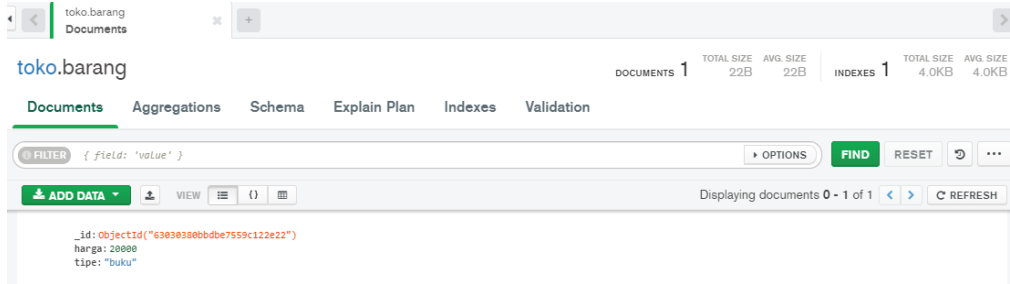 toko.barang
Documents
toko.barang
DOCUMENTS 1 TOTAL SIZE 22B AVG. SIZE 22B INDEXES 1 TOTAL SIZE 4.0KB AVG. SIZE 4.0KB
Documents Aggregations Schema Explain Plan Indexes Validation
FILTER { field: 'value' } OPTIONS FIND RESET
ADD DATA VIEW Displaying documents 0 - 1 of 1 REFRESH
_id: ObjectId("63030380bbdbe7559c122e22")
harga: 20000
tipe: "buku"